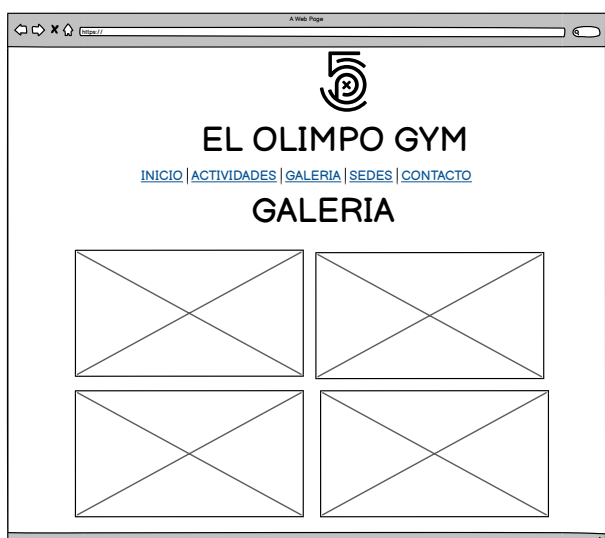 A Web Page
https://
EL OLIMPO GYM
INICIO | ACTIVIDADES | GALERIA | SEDES | CONTACTO
GALERIA